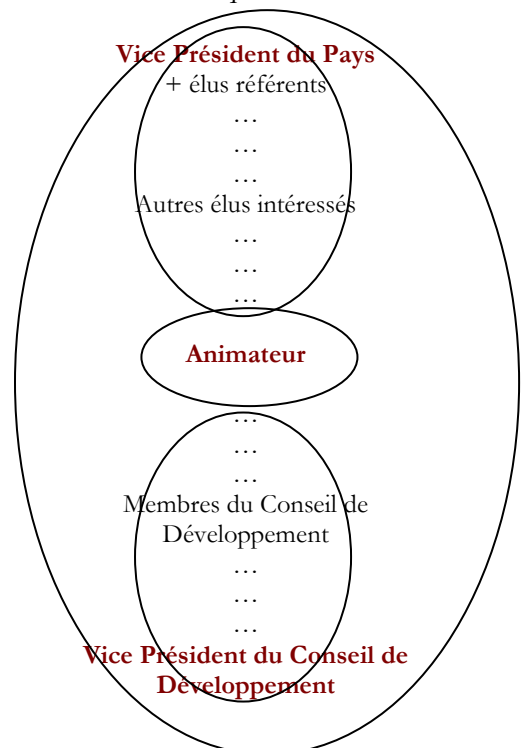 Vice Président du Pays
+ élus référents
…
…
…
Autres élus intéressés
…
…
…
Animateur
…
…
…
Membres du Conseil de
Développement
…
…
…
Vice Président du Conseil de
Développement